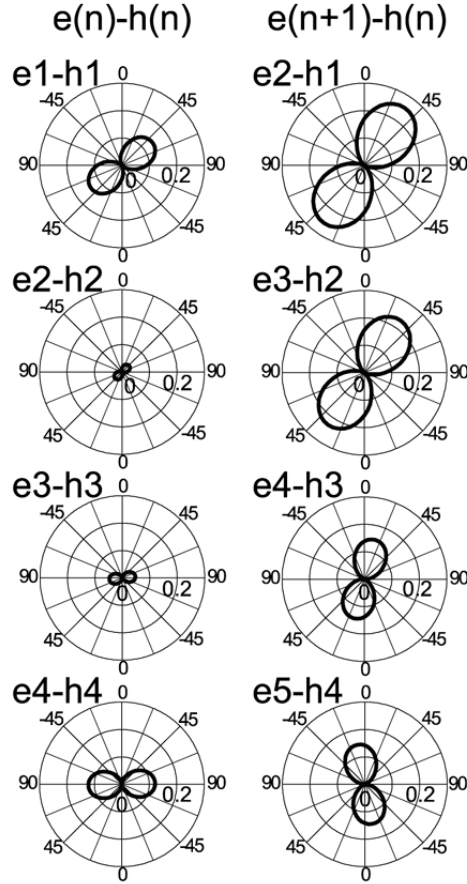 e(n)-h(n) e(n+1)-h(n)
e1-h1 0 e2-h1 0
-45 45 -45 45
90 0 0.2 90 90 0 0.2 90
45 -45 45 -45
0 0
e2-h2 0 e3-h2 0
-45 45 -45 45
90 0 0.2 90 90 0 0.2 90
45 -45 45 -45
0 0
e3-h3 0 e4-h3 0
-45 45 -45 45
90 0 0.2 90 90 0 0.2 90
45 -45 45 -45
0 0
e4-h4 0 e5-h4 0
-45 45 -45 45
90 0 0.2 90 90 0 0.2 90
45 -45 45 -45
0 0